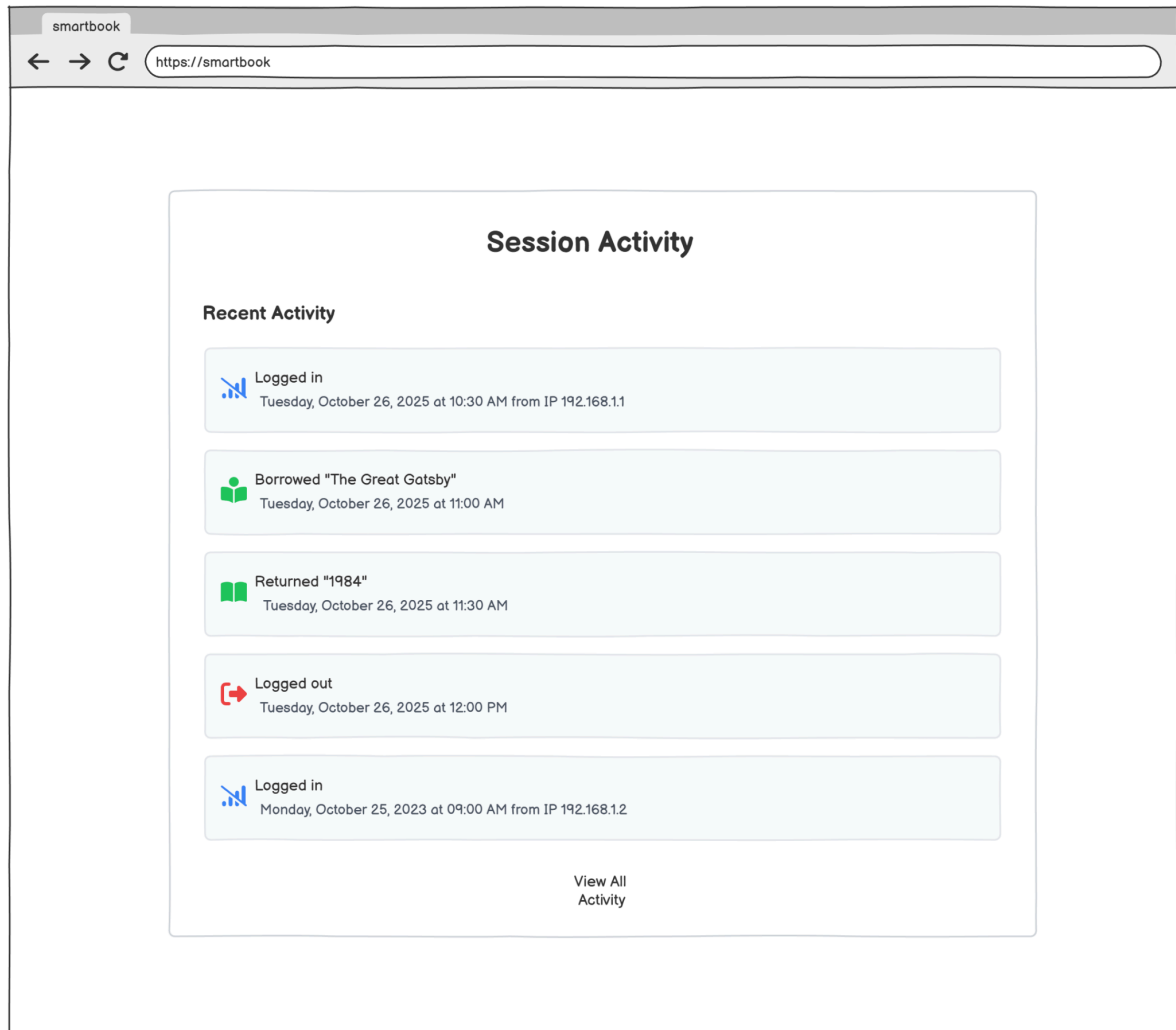 smartbook
https://smartbook
Session Activity
Recent Activity
Logged in
Tuesday, October 26, 2025 at 10:30 AM from IP 192.168.1.1
Borrowed "The Great Gatsby"
Tuesday, October 26, 2025 at 11:00 AM
Returned "1984"
Tuesday, October 26, 2025 at 11:30 AM
Logged out
Tuesday, October 26, 2025 at 12:00 PM
Logged in
Monday, October 25, 2023 at 09:00 AM from IP 192.168.1.2
View All
Activity